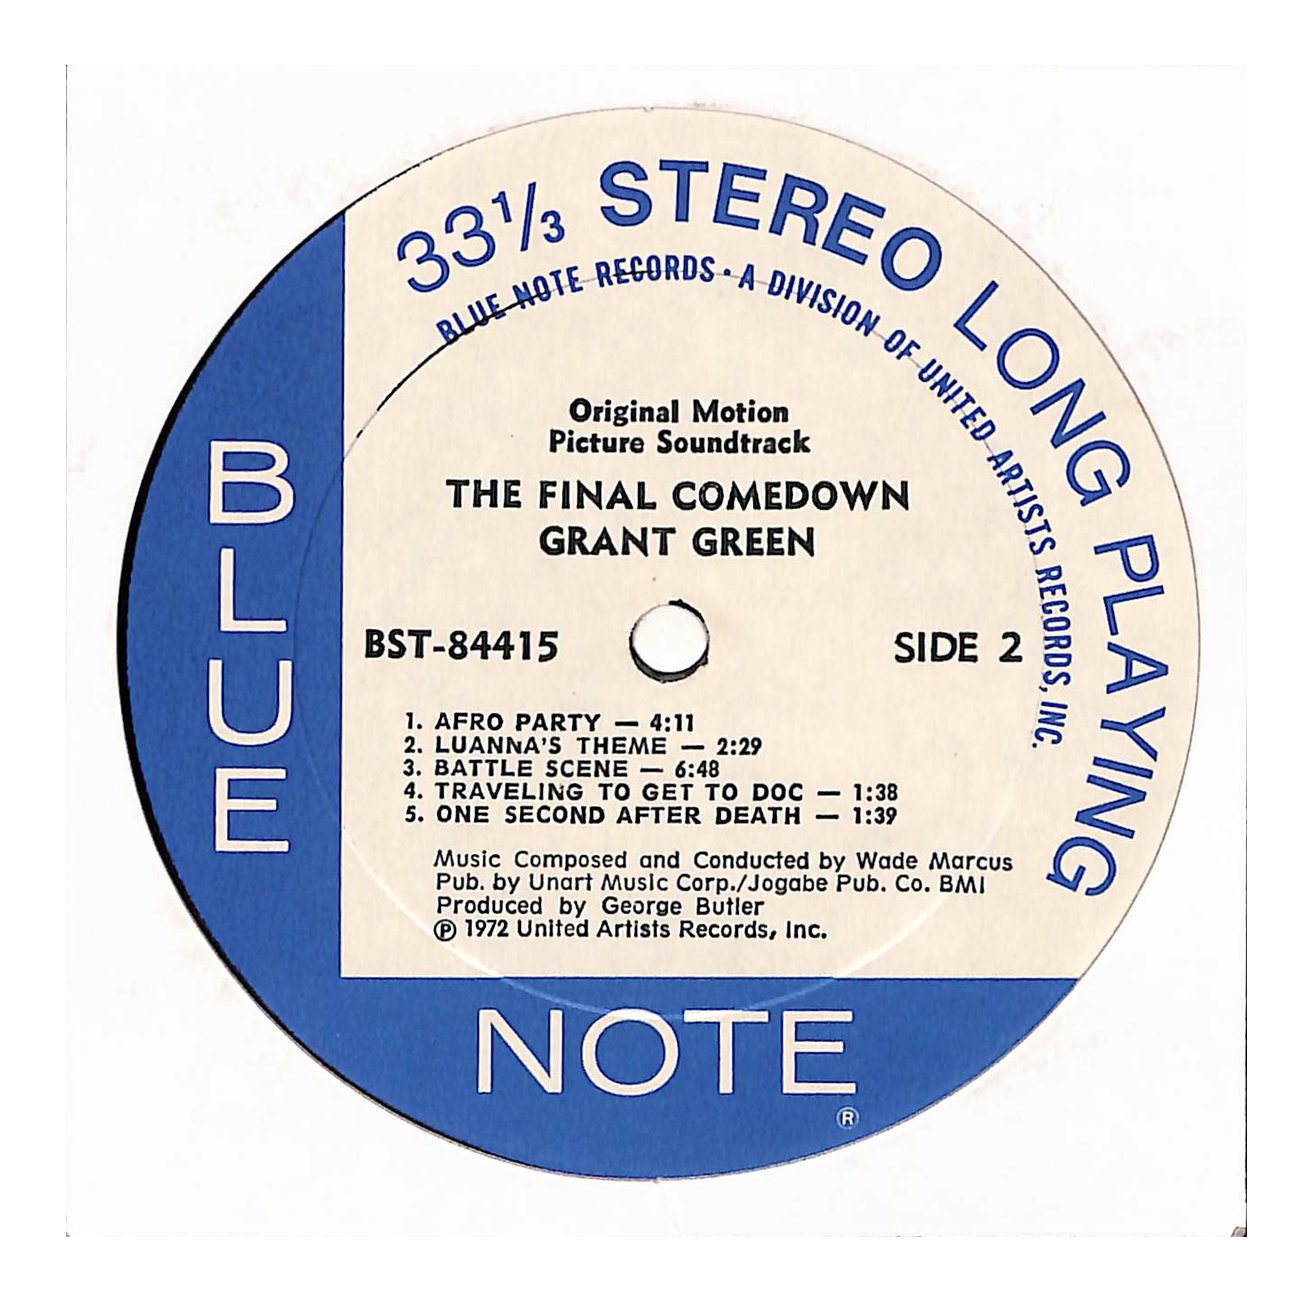 33⅓ STEREO LONG PLAYING
BLUE NOTE RECORDS • A DIVISION OF UNITED ARTISTS RECORDS, INC.
Original Motion
Picture Soundtrack
THE FINAL COMEDOWN
GRANT GREEN
BST-84415
SIDE 2
1. AFRO PARTY — 4:11
2. LUANNA'S THEME — 2:29
3. BATTLE SCENE — 6:48
4. TRAVELING TO GET TO DOC — 1:38
5. ONE SECOND AFTER DEATH — 1:39
Music Composed and Conducted by Wade Marcus
Pub. by Unart Music Corp./Jogabe Pub. Co. BMI
Produced by George Butler
℗ 1972 United Artists Records, Inc.
BLUE
NOTE
®